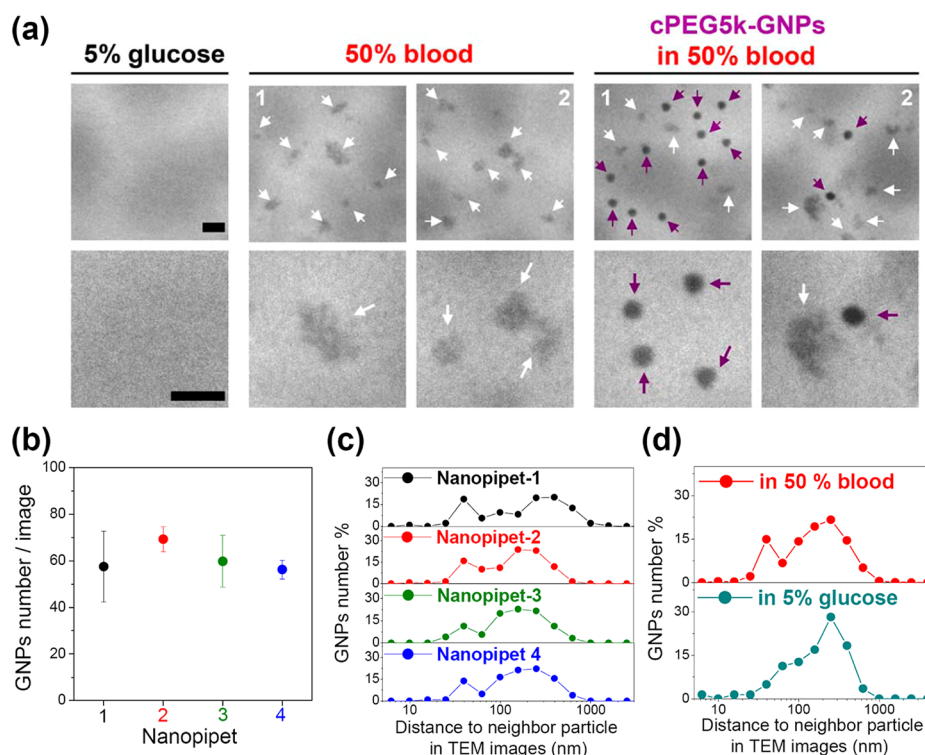 (a)
5% glucose
50% blood
cPEG5k-GNPs
in 50% blood
1
2
1
2
(b)
GNPs number / image
100
80
60
40
20
0
1
2
3
4
Nanopipet
(c)
GNPs number %
30
15
0
Nanopipet-1
30
15
0
Nanopipet-2
30
15
0
Nanopipet-3
30
15
0
Nanopipet 4
10
100
1000
Distance to neighbor particle
in TEM images (nm)
(d)
GNPs number %
30
15
0
in 50 % blood
30
15
0
in 5% glucose
10
100
1000
Distance to neighbor particle
in TEM images (nm)